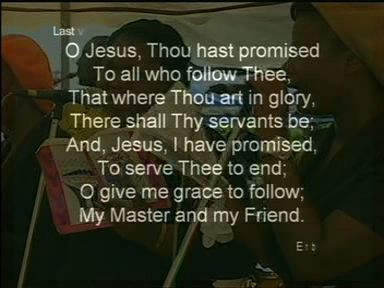 Last v
O Jesus, Thou hast promised
To all who follow Thee,
That where Thou art in glory,
There shall Thy servants be;
And, Jesus, I have promised,
To serve Thee to end;
O give me grace to follow;
My Master and my Friend.